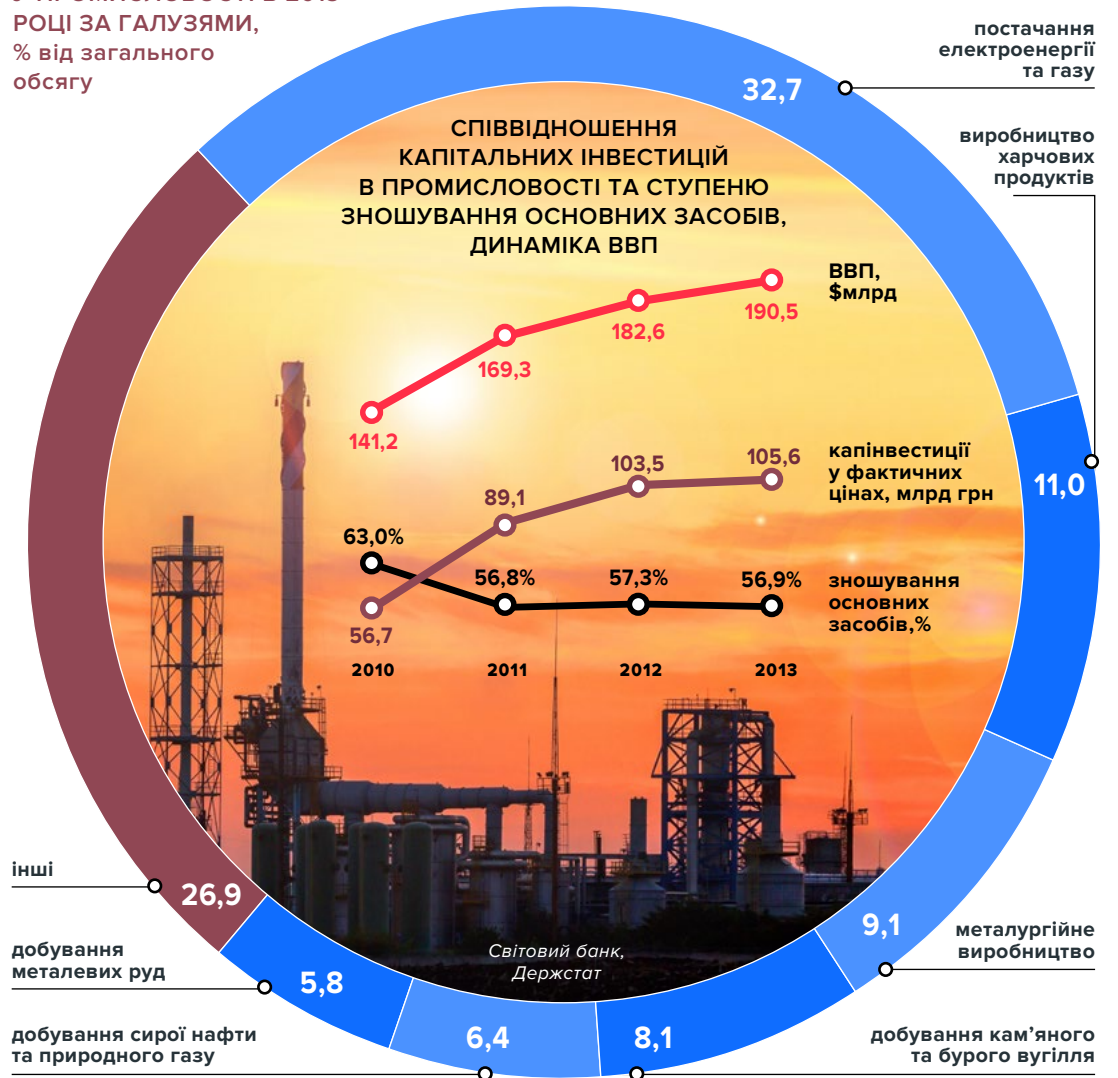 РОЦІ ЗА ГАЛУЗЯМИ,
% від загального
обсягу
постачання
електроенергії
та газу
32,7
виробництво
харчових
продуктів
11,0
СПІВВІДНОШЕННЯ
КАПІТАЛЬНИХ ІНВЕСТИЦІЙ
В ПРОМИСЛОВОСТІ ТА СТУПЕНЮ
ЗНОШУВАННЯ ОСНОВНИХ ЗАСОБІВ,
ДИНАМІКА ВВП
ВВП,
$млрд
141,2
169,3
182,6
190,5
капінвестиції
у фактичних
цінах, млрд грн
56,7
89,1
103,5
105,6
зношування
основних
засобів,%
63,0%
56,8%
57,3%
56,9%
2010
2011
2012
2013
інші
26,9
добування
металевих руд
5,8
добування сирої нафти
та природного газу
6,4
8,1
добування кам’яного
та бурого вугілля
9,1
металургійне
виробництво
Світовий банк,
Держстат